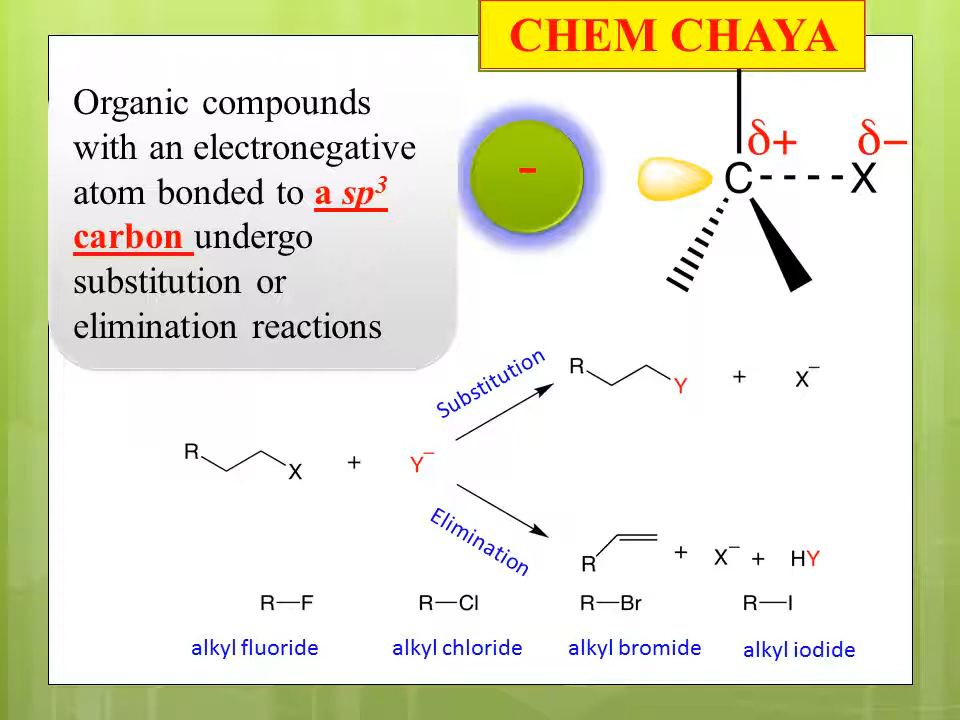 CHEM CHAYA
Organic compounds
with an electronegative
atom bonded to a sp³
carbon undergo
substitution or
elimination reactions
-
δ+ δ−
C X
Substitution
R Y + X⁻
R X + Y⁻
Elimination
R + X⁻ + HY
R—F R—Cl R—Br R—I
alkyl fluoride alkyl chloride alkyl bromide alkyl iodide